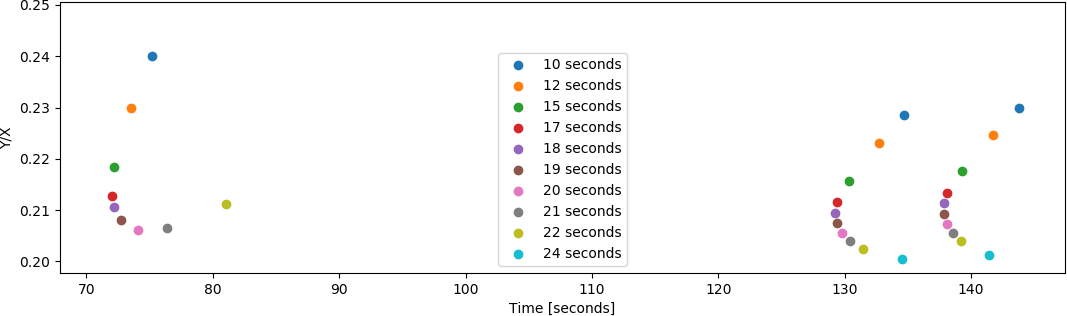 0.25
0.24
0.23
0.22
0.21
0.20
Y/X
10 seconds
12 seconds
15 seconds
17 seconds
18 seconds
19 seconds
20 seconds
21 seconds
22 seconds
24 seconds
70 80 90 100 110 120 130 140
Time [seconds]